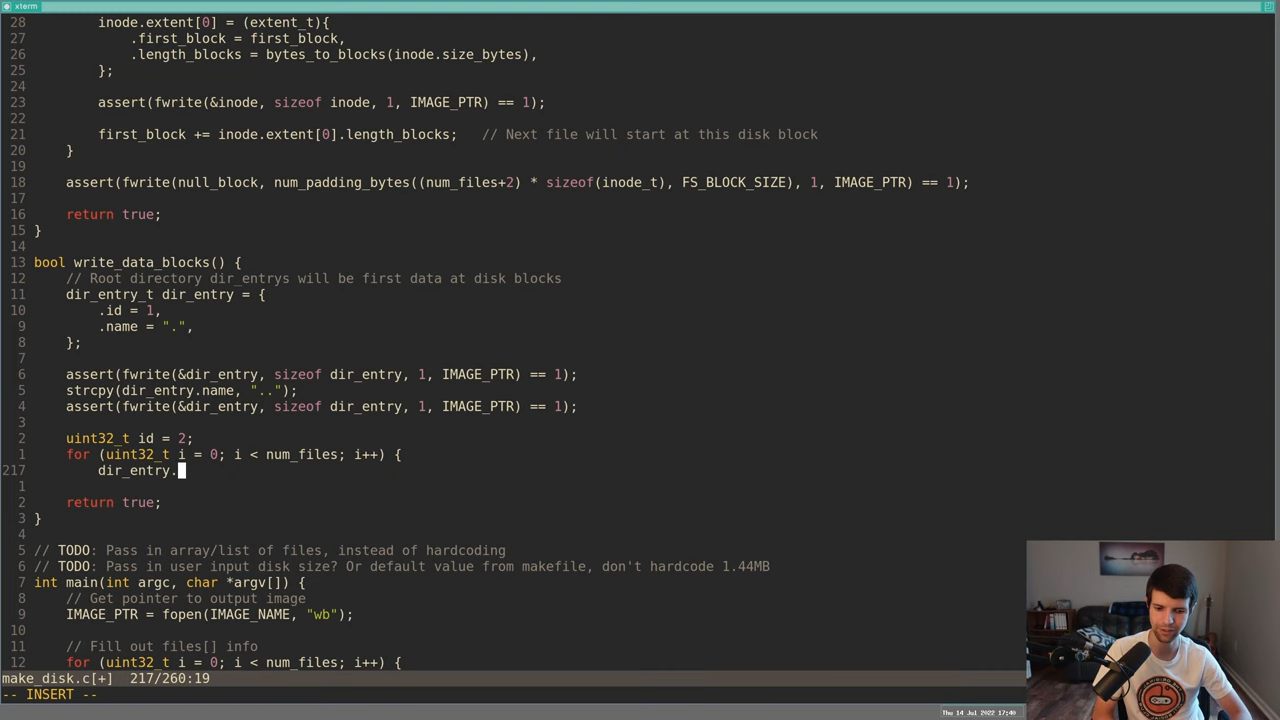 xterm
28 inode.extent[0] = (extent_t){
27 .first_block = first_block,
26 .length_blocks = bytes_to_blocks(inode.size_bytes),
25 };
24
23 assert(fwrite(&inode, sizeof inode, 1, IMAGE_PTR) == 1);
22
21 first_block += inode.extent[0].length_blocks; // Next file will start at this disk block
20 }
19
18 assert(fwrite(null_block, num_padding_bytes((num_files+2) * sizeof(inode_t), FS_BLOCK_SIZE), 1, IMAGE_PTR) == 1);
17
16 return true;
15 }
14
13 bool write_data_blocks() {
12 // Root directory dir_entrys will be first data at disk blocks
11 dir_entry_t dir_entry = {
10 .id = 1,
9 .name = ".",
8 };
7
6 assert(fwrite(&dir_entry, sizeof dir_entry, 1, IMAGE_PTR) == 1);
5 strcpy(dir_entry.name, "..");
4 assert(fwrite(&dir_entry, sizeof dir_entry, 1, IMAGE_PTR) == 1);
3
2 uint32_t id = 2;
1 for (uint32_t i = 0; i < num_files; i++) {
217 dir_entry.
1
2 return true;
3 }
4
5 // TODO: Pass in array/list of files, instead of hardcoding
6 // TODO: Pass in user input disk size? Or default value from makefile, don't hardcode 1.44MB
7 int main(int argc, char *argv[]) {
8 // Get pointer to output image
9 IMAGE_PTR = fopen(IMAGE_NAME, "wb");
10
11 // Fill out files[] info
12 for (uint32_t i = 0; i < num_files; i++) {
make_disk.c[+] 217/260:19
-- INSERT --
Thu 14 Jul 2022 17:40